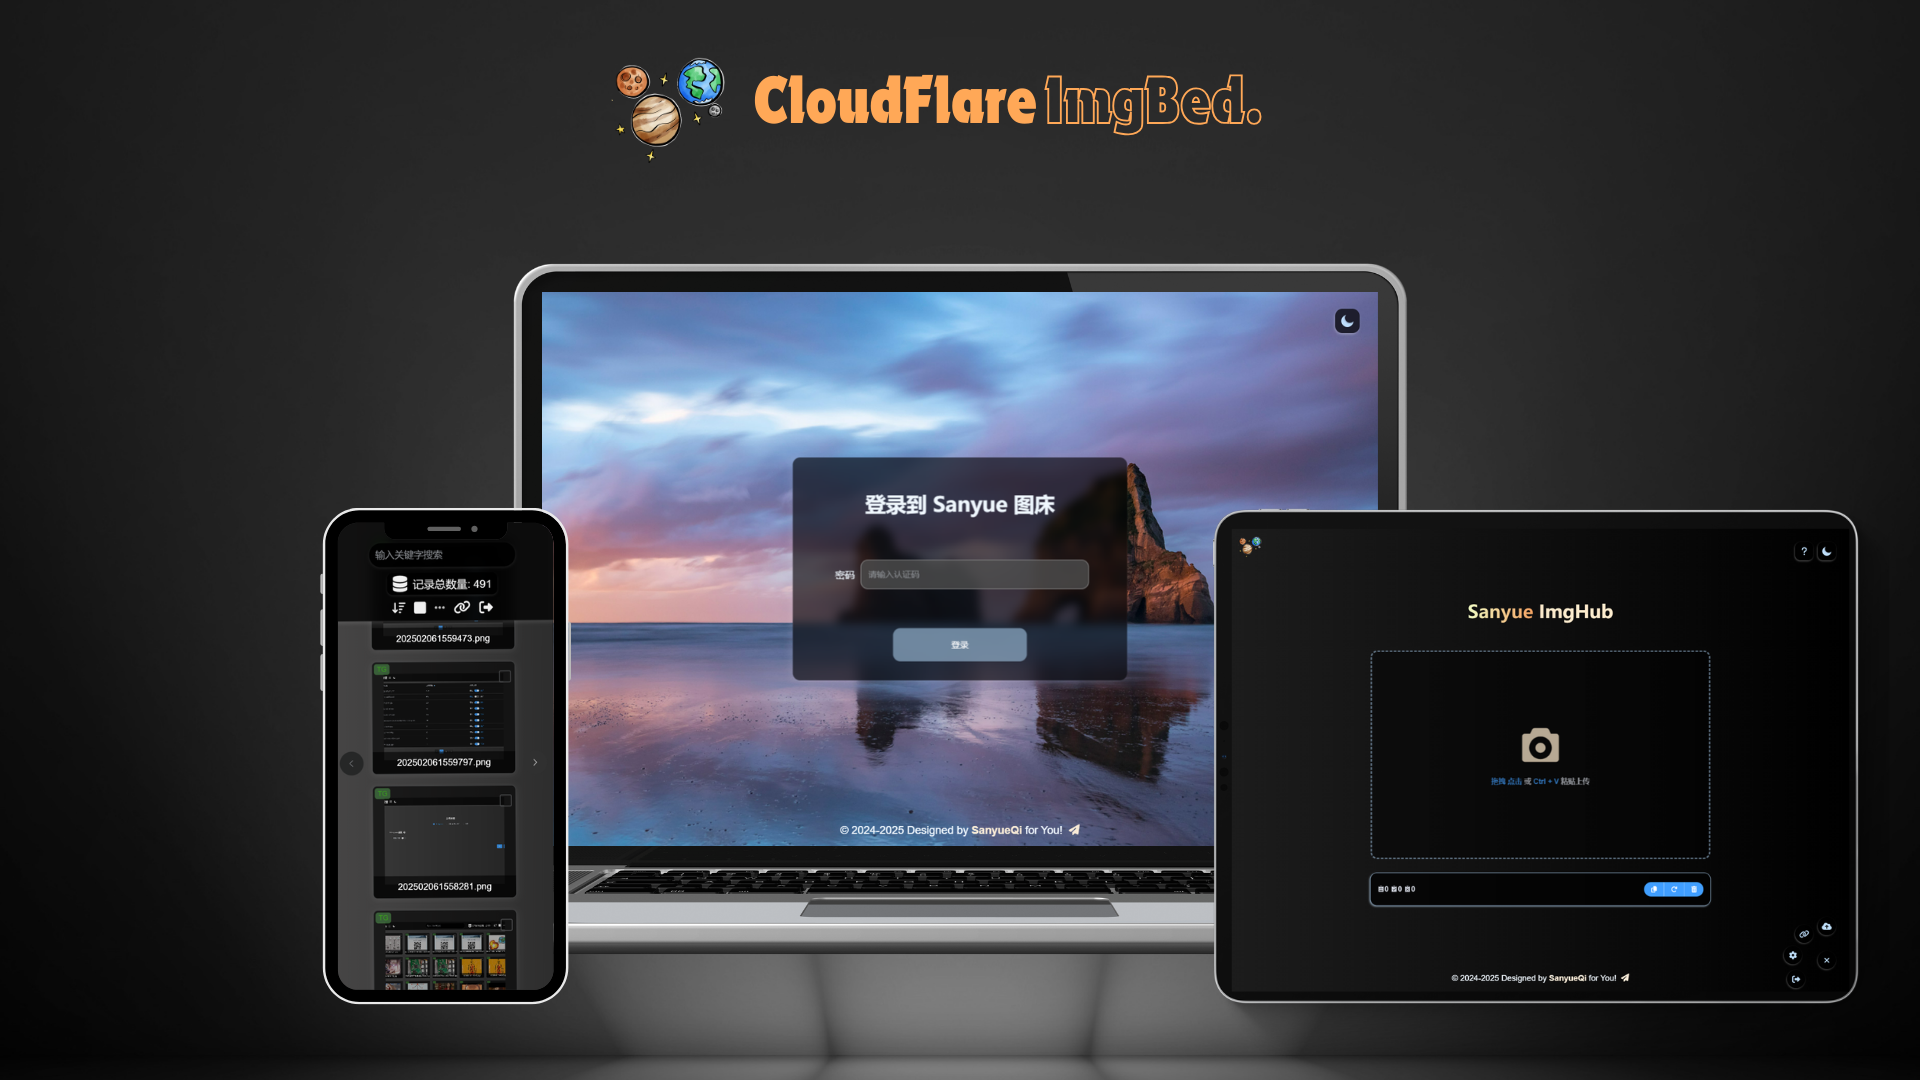 CloudFlare ImgBed.
登录到 Sanyue 图床
密码
请输入认证码
登录
© 2024-2025 Designed by SanyueQi for You!
输入关键字搜索
记录总数量: 491
202502061559473.png
TG
202502061559797.png
TG
202502061558281.png
TG
?
Sanyue ImgHub
拖拽 点击 或 Ctrl + V 粘贴上传
0 0 0
© 2024-2025 Designed by SanyueQi for You!